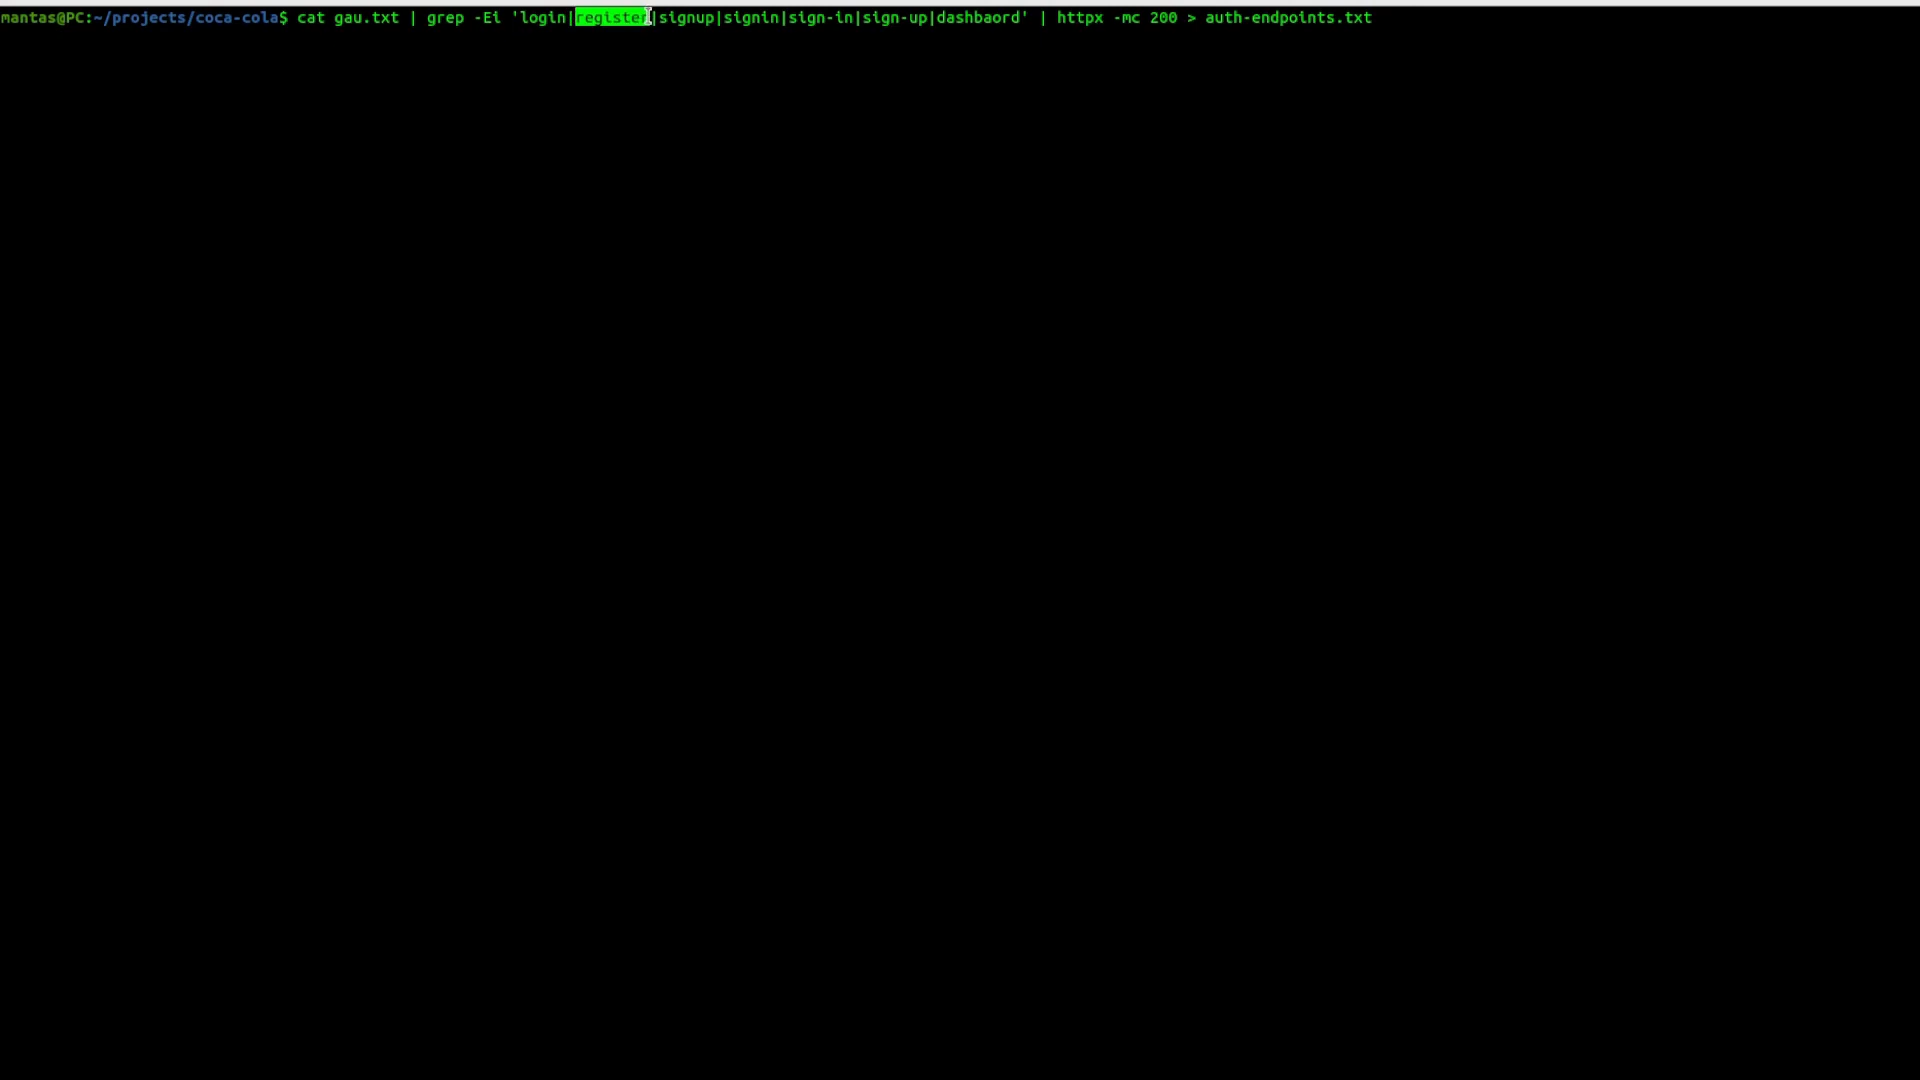 mantas@PC:~/projects/coca-cola$ cat gau.txt | grep -Ei 'login|register|signup|signin|sign-in|sign-up|dashbaord' | httpx -mc 200 > auth-endpoints.txt